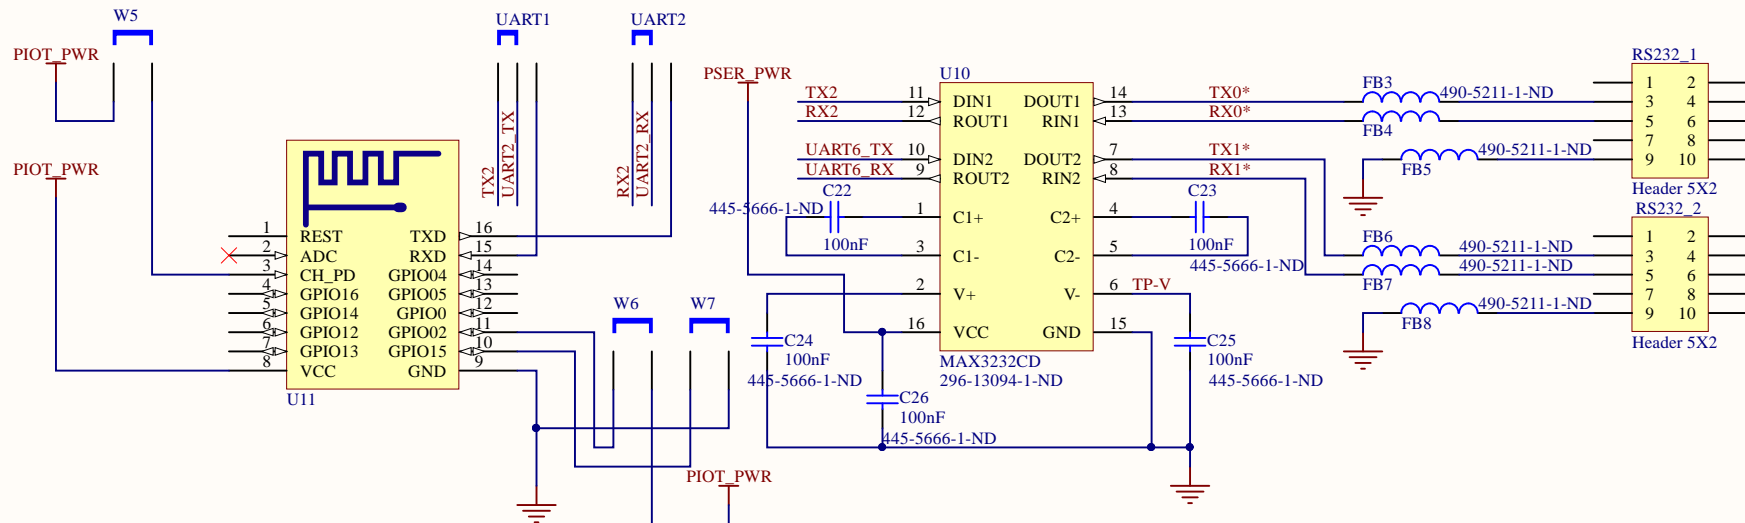 W5
PIOT_PWR
PIOT_PWR
UART1
TX2
UART2_TX
UART2
RX2
UART2_RX
1 REST TXD 16
2 ADC RXD 15
3 CH_PD GPIO04 14
4 GPIO16 GPIO05 13
5 GPIO14 GPIO0 12
6 GPIO12 GPIO02 11
7 GPIO13 GPIO15 10
8 VCC GND 9
U11
W6
W7
PIOT_PWR
PSER_PWR
U10
TX2 11 DIN1 DOUT1 14 TX0*
RX2 12 ROUT1 RIN1 13 RX0*
UART6_TX 10 DIN2 DOUT2 7 TX1*
UART6_RX 9 ROUT2 RIN2 8 RX1*
C22
445-5666-1-ND
100nF
C23
100nF
445-5666-1-ND
1 C1+ C2+ 4
3 C1- C2- 5
2 V+ V- 6 TP-V
16 VCC GND 15
MAX3232CD
296-13094-1-ND
C24
100nF
445-5666-1-ND
C26
100nF
445-5666-1-ND
C25
100nF
445-5666-1-ND
FB3
490-5211-1-ND
FB4
490-5211-1-ND
FB5
RS232_1
1 2
3 4
5 6
7 8
9 10
Header 5X2
FB6
490-5211-1-ND
490-5211-1-ND
FB7
490-5211-1-ND
FB8
RS232_2
1 2
3 4
5 6
7 8
9 10
Header 5X2